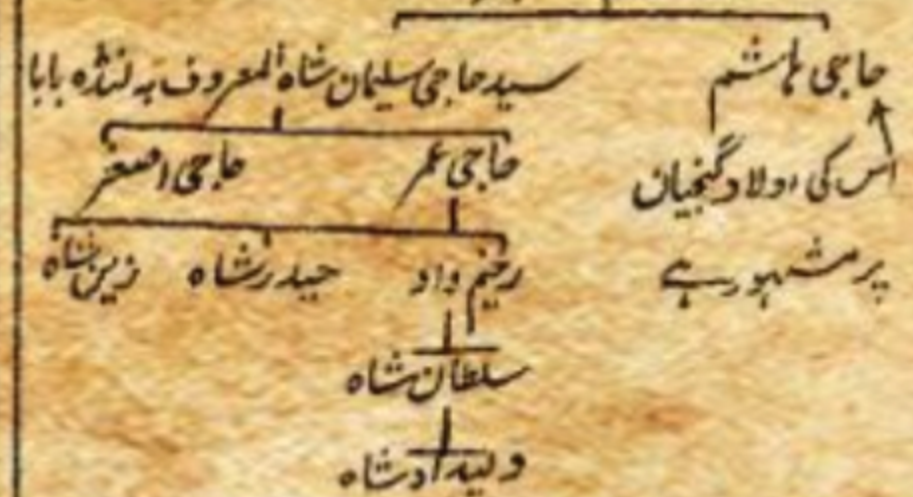 حاجی ہاشم
سید حاجی سلیمان شاہ المعروف بہ لنڈہ بابا
اس کی اولاد گنجیان
پر مشہور ہے
حاجی عمر
حاجی اصغر
رحیم داد
حیدر شاہ
زین شاہ
سلطان شاہ
ولیداد شاہ